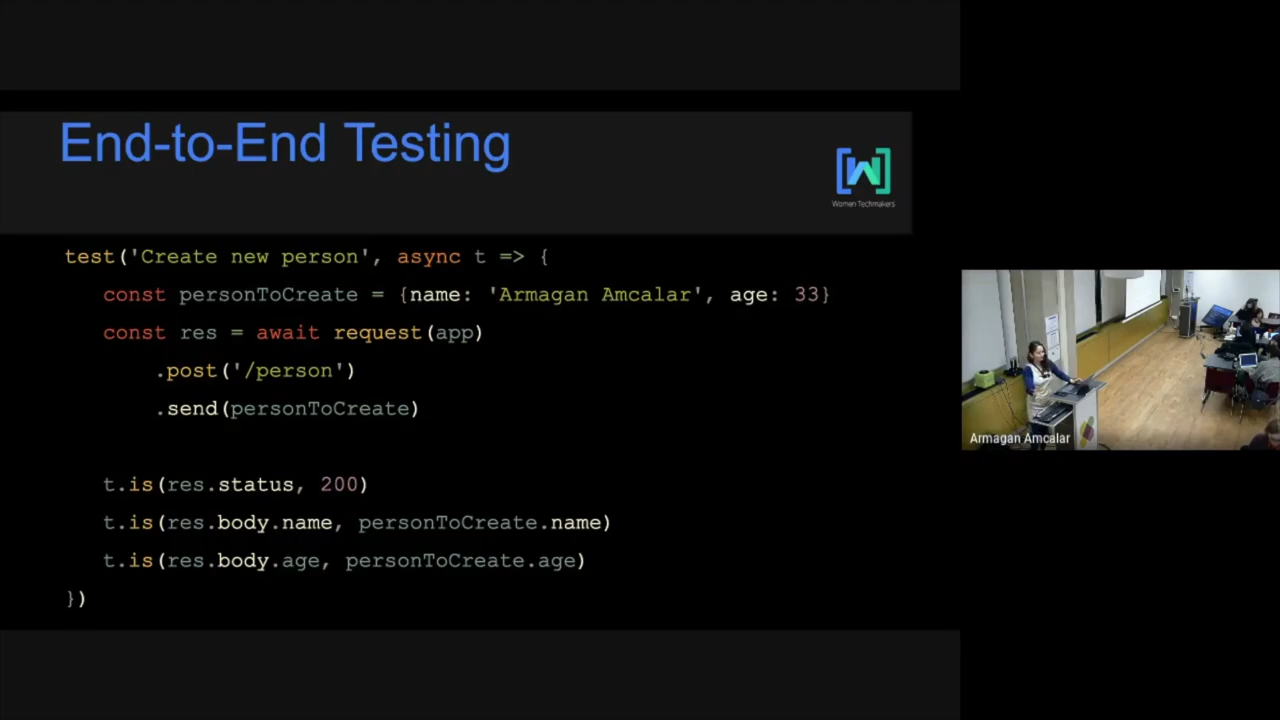 End-to-End Testing
Women Techmakers
test('Create new person', async t => {
const personToCreate = {name: 'Armagan Amcalar', age: 33}
const res = await request(app)
.post('/person')
.send(personToCreate)
t.is(res.status, 200)
t.is(res.body.name, personToCreate.name)
t.is(res.body.age, personToCreate.age)
})
Armagan Amcalar